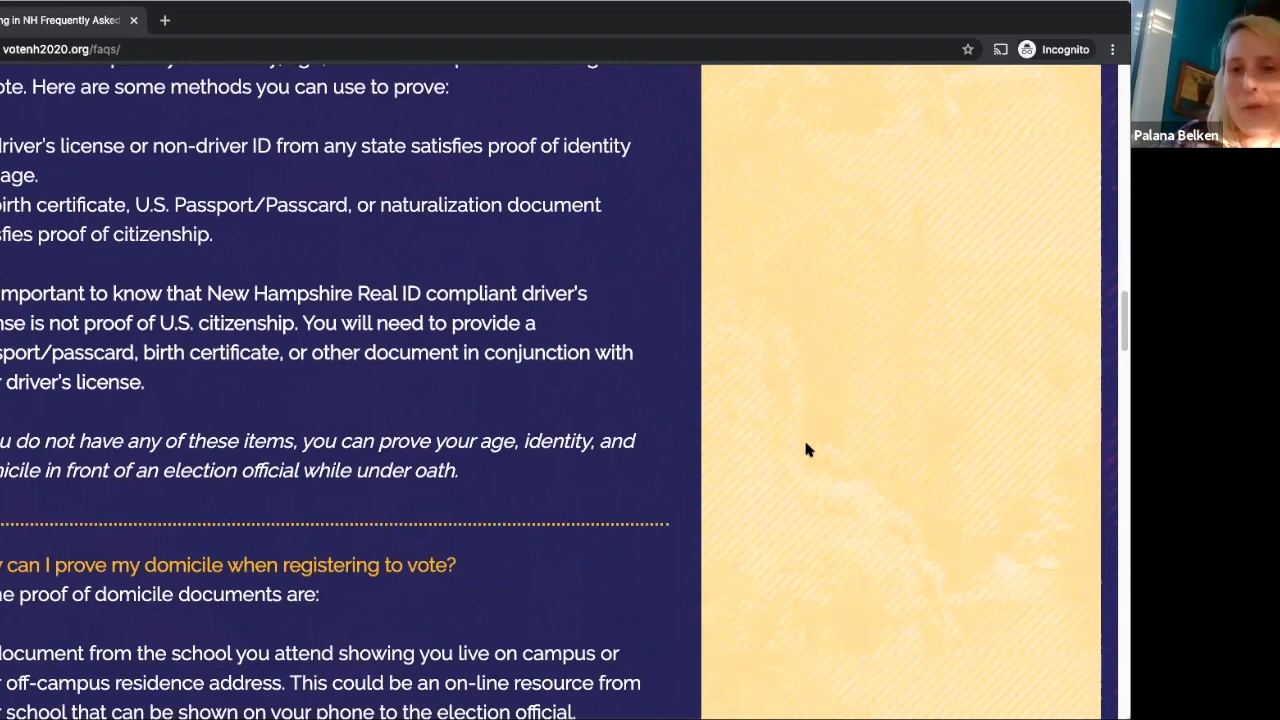 ng in NH Frequently Asked
votenh2020.org/faqs/
Incognito
Palana Belken
ote. Here are some methods you can use to prove:
driver's license or non-driver ID from any state satisfies proof of identity
age.
birth certificate, U.S. Passport/Passcard, or naturalization document
sfies proof of citizenship.
mportant to know that New Hampshire Real ID compliant driver's
nse is not proof of U.S. citizenship. You will need to provide a
sport/passcard, birth certificate, or other document in conjunction with
r driver's license.
u do not have any of these items, you can prove your age, identity, and
micile in front of an election official while under oath.
can I prove my domicile when registering to vote?
ne proof of domicile documents are:
document from the school you attend showing you live on campus or
r off-campus residence address. This could be an on-line resource from
r school that can be shown on your phone to the election official.